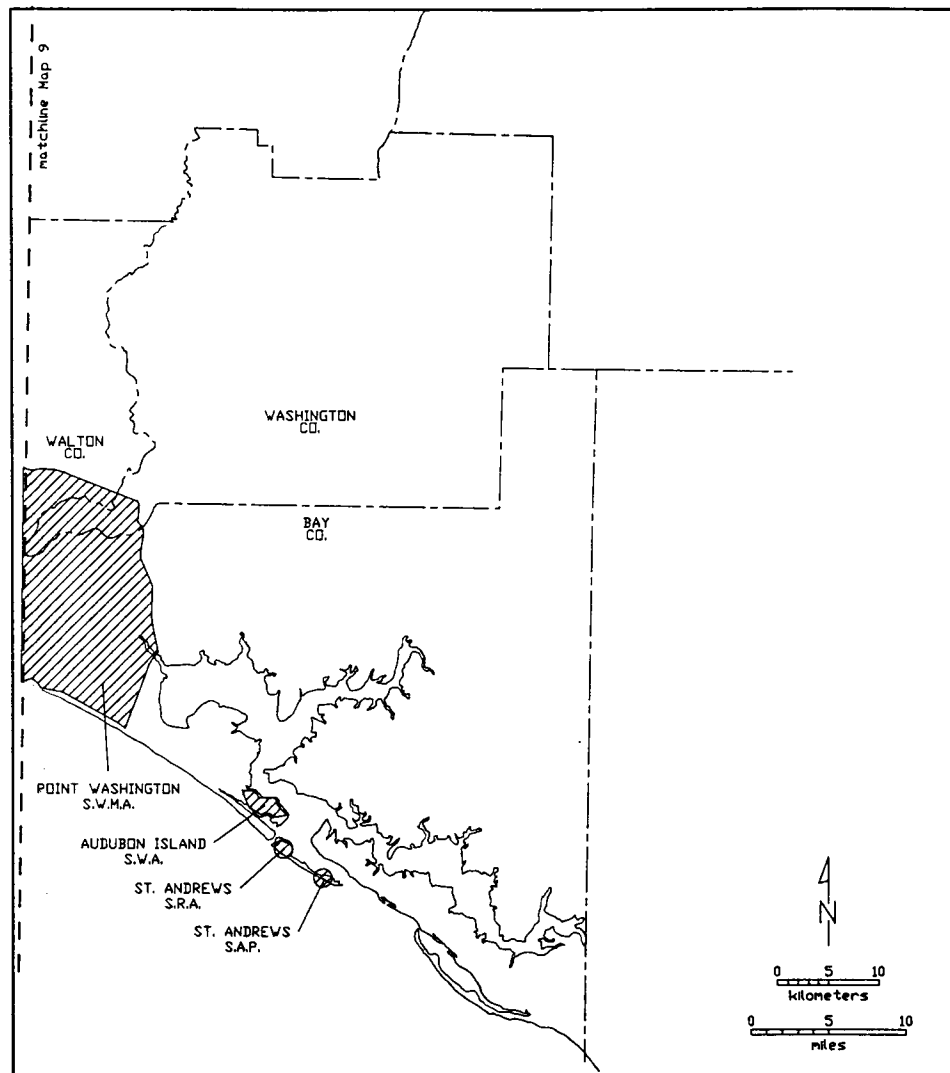 matchline Map 9
WALTON
CO.
WASHINGTON
CO.
BAY
CO.
POINT WASHINGTON
S.W.M.A.
AUDUBON ISLAND
S.W.A.
ST. ANDREWS
S.R.A.
ST. ANDREWS
S.A.P.
N
0 5 10
kilometers
0 5 10
miles